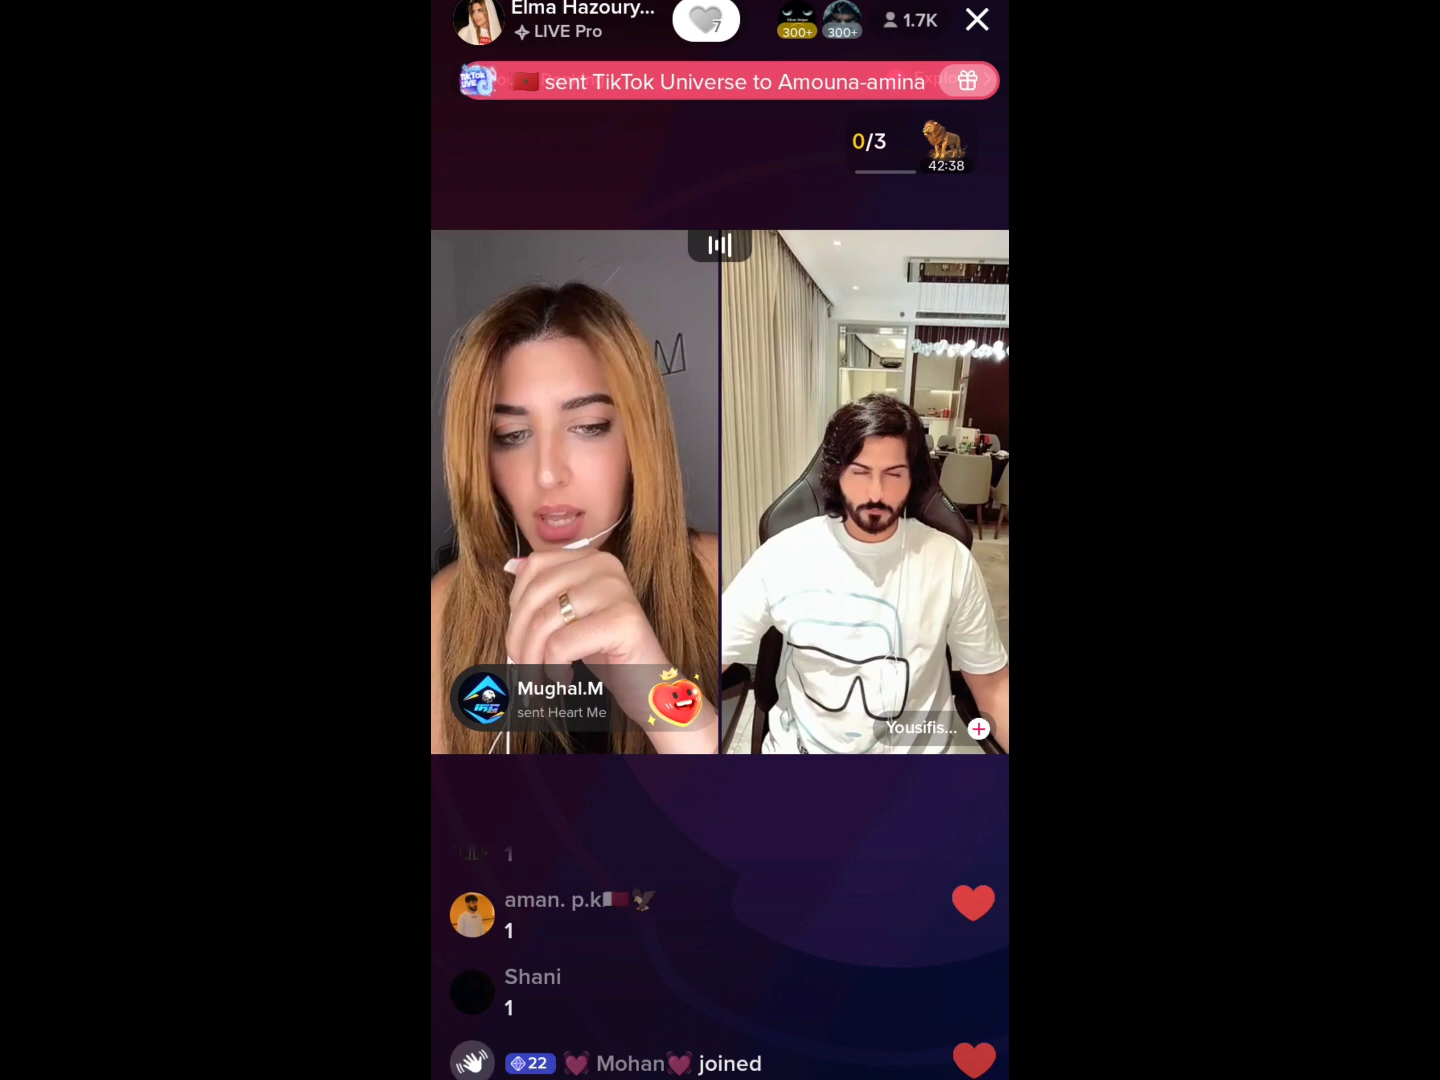 Elma Hazoury...
LIVE Pro
7
300+
300+
1.7K
sent TikTok Universe to Amouna-amina
0/3
42:38
M
Mughal.M
sent Heart Me
Yousifis...
1
aman. p.k
1
Shani
1
22 Mohan joined